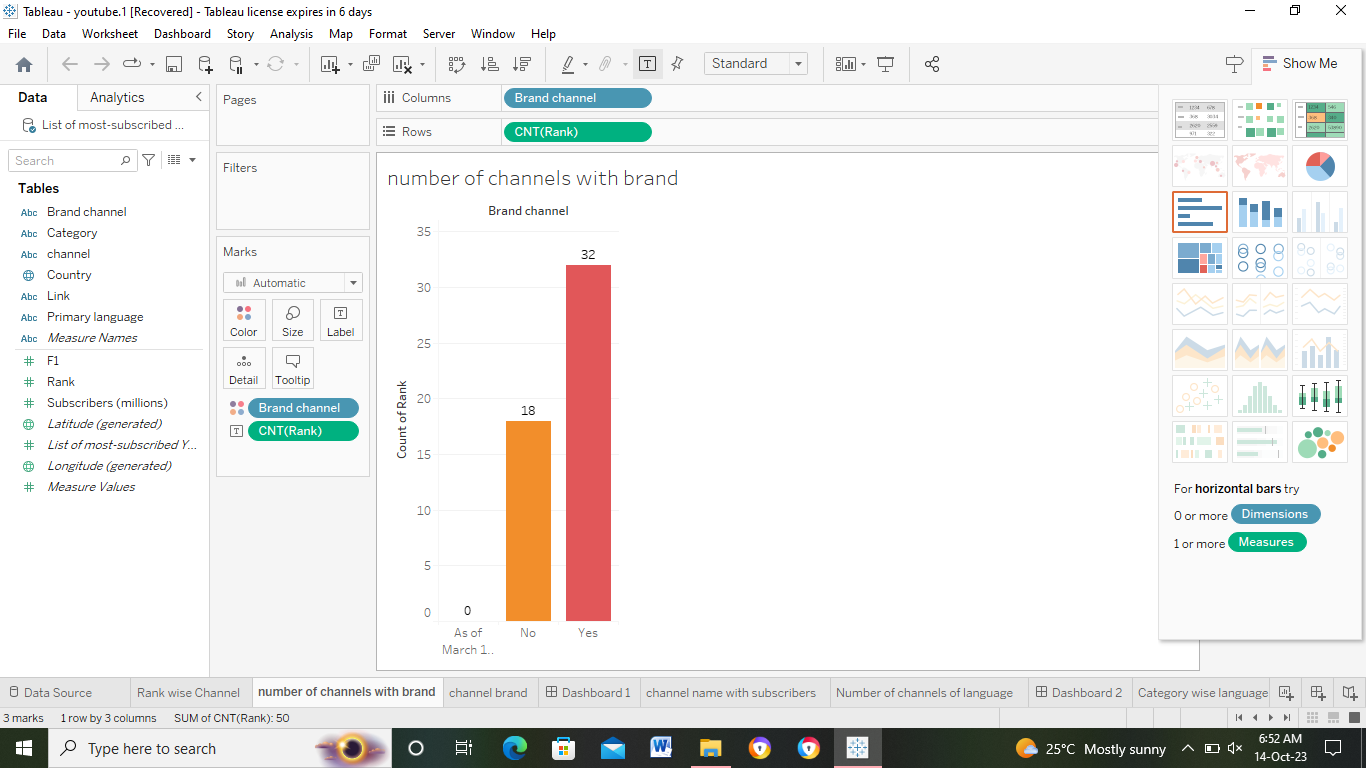 Tableau - youtube.1 [Recovered] - Tableau license expires in 6 days
File Data Worksheet Dashboard Story Analysis Map Format Server Window Help
Standard
Show Me
Data Analytics
List of most-subscribed ...
Search
Tables
Abc Brand channel
Abc Category
Abc channel
Country
Abc Link
Abc Primary language
Abc Measure Names
F1
Rank
Subscribers (millions)
Latitude (generated)
List of most-subscribed Y...
Longitude (generated)
Measure Values
Pages
Filters
Marks
Automatic
Color Size Label
Detail Tooltip
Brand channel
CNT(Rank)
Columns Brand channel
Rows CNT(Rank)
number of channels with brand
Brand channel
Count of Rank
35
30
25
20
15
10
5
0
0
18
32
As of
March 1..
No
Yes
For horizontal bars try
0 or more Dimensions
1 or more Measures
Data Source Rank wise Channel number of channels with brand channel brand Dashboard 1 channel name with subscribers Number of channels of language Dashboard 2 Category wise language
3 marks 1 row by 3 columns SUM of CNT(Rank): 50
Type here to search
25°C Mostly sunny
6:52 AM
14-Oct-23